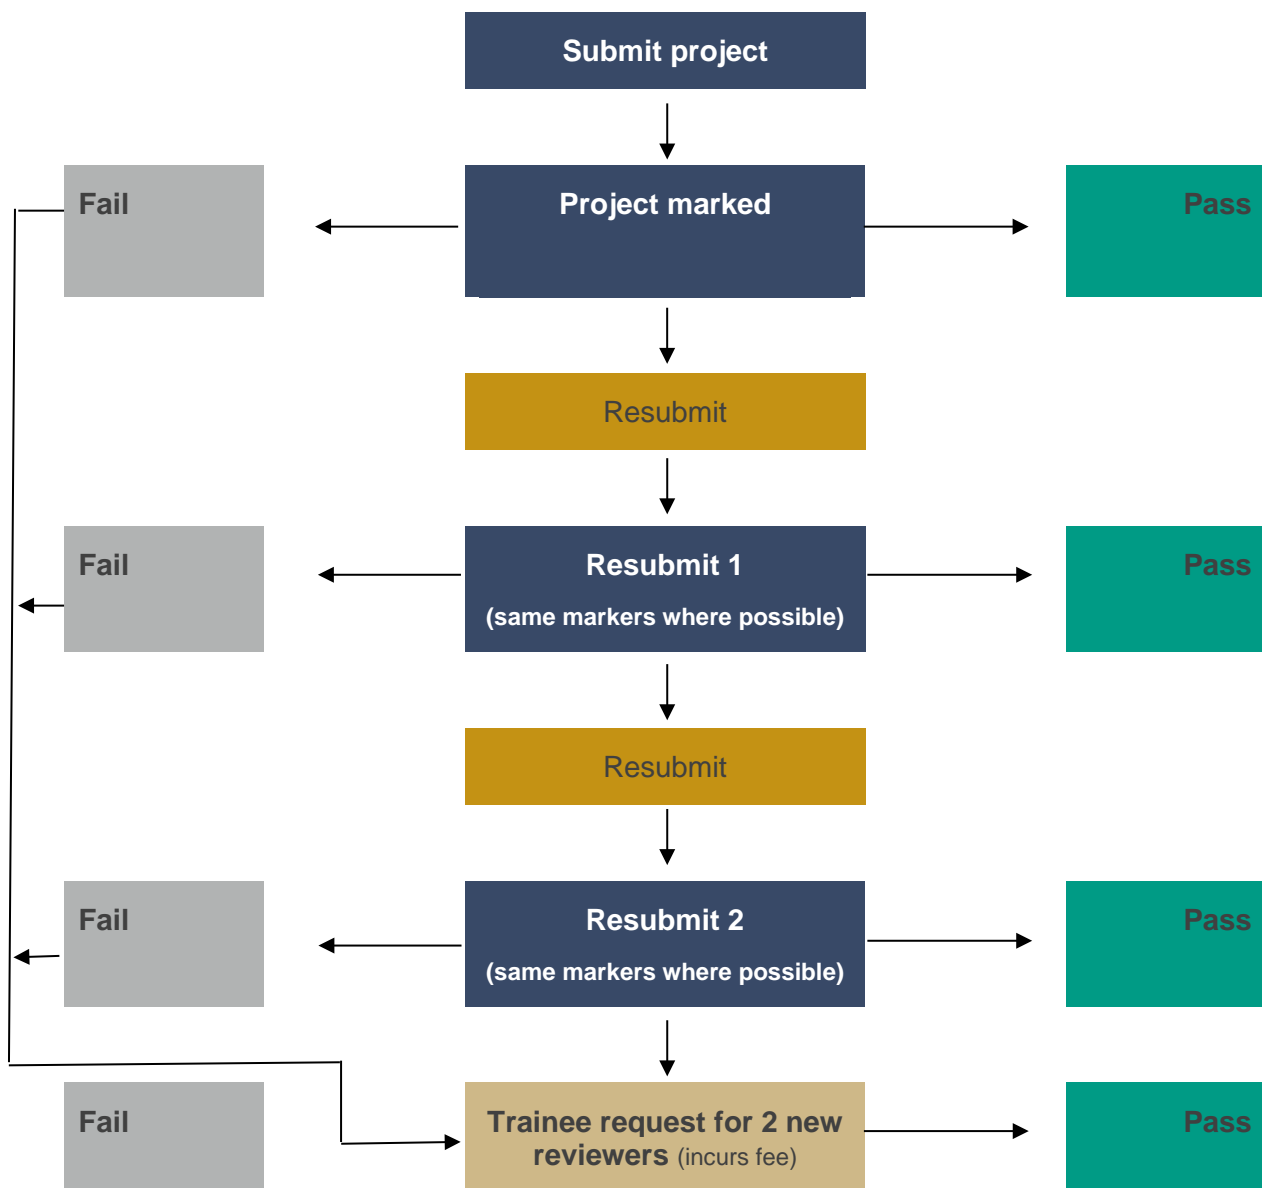 Submit project
Fail
Project marked
Pass
Resubmit
Fail
Resubmit 1
(same markers where possible)
Pass
Resubmit
Fail
Resubmit 2
(same markers where possible)
Pass
Fail
Trainee request for 2 new
reviewers (incurs fee)
Pass